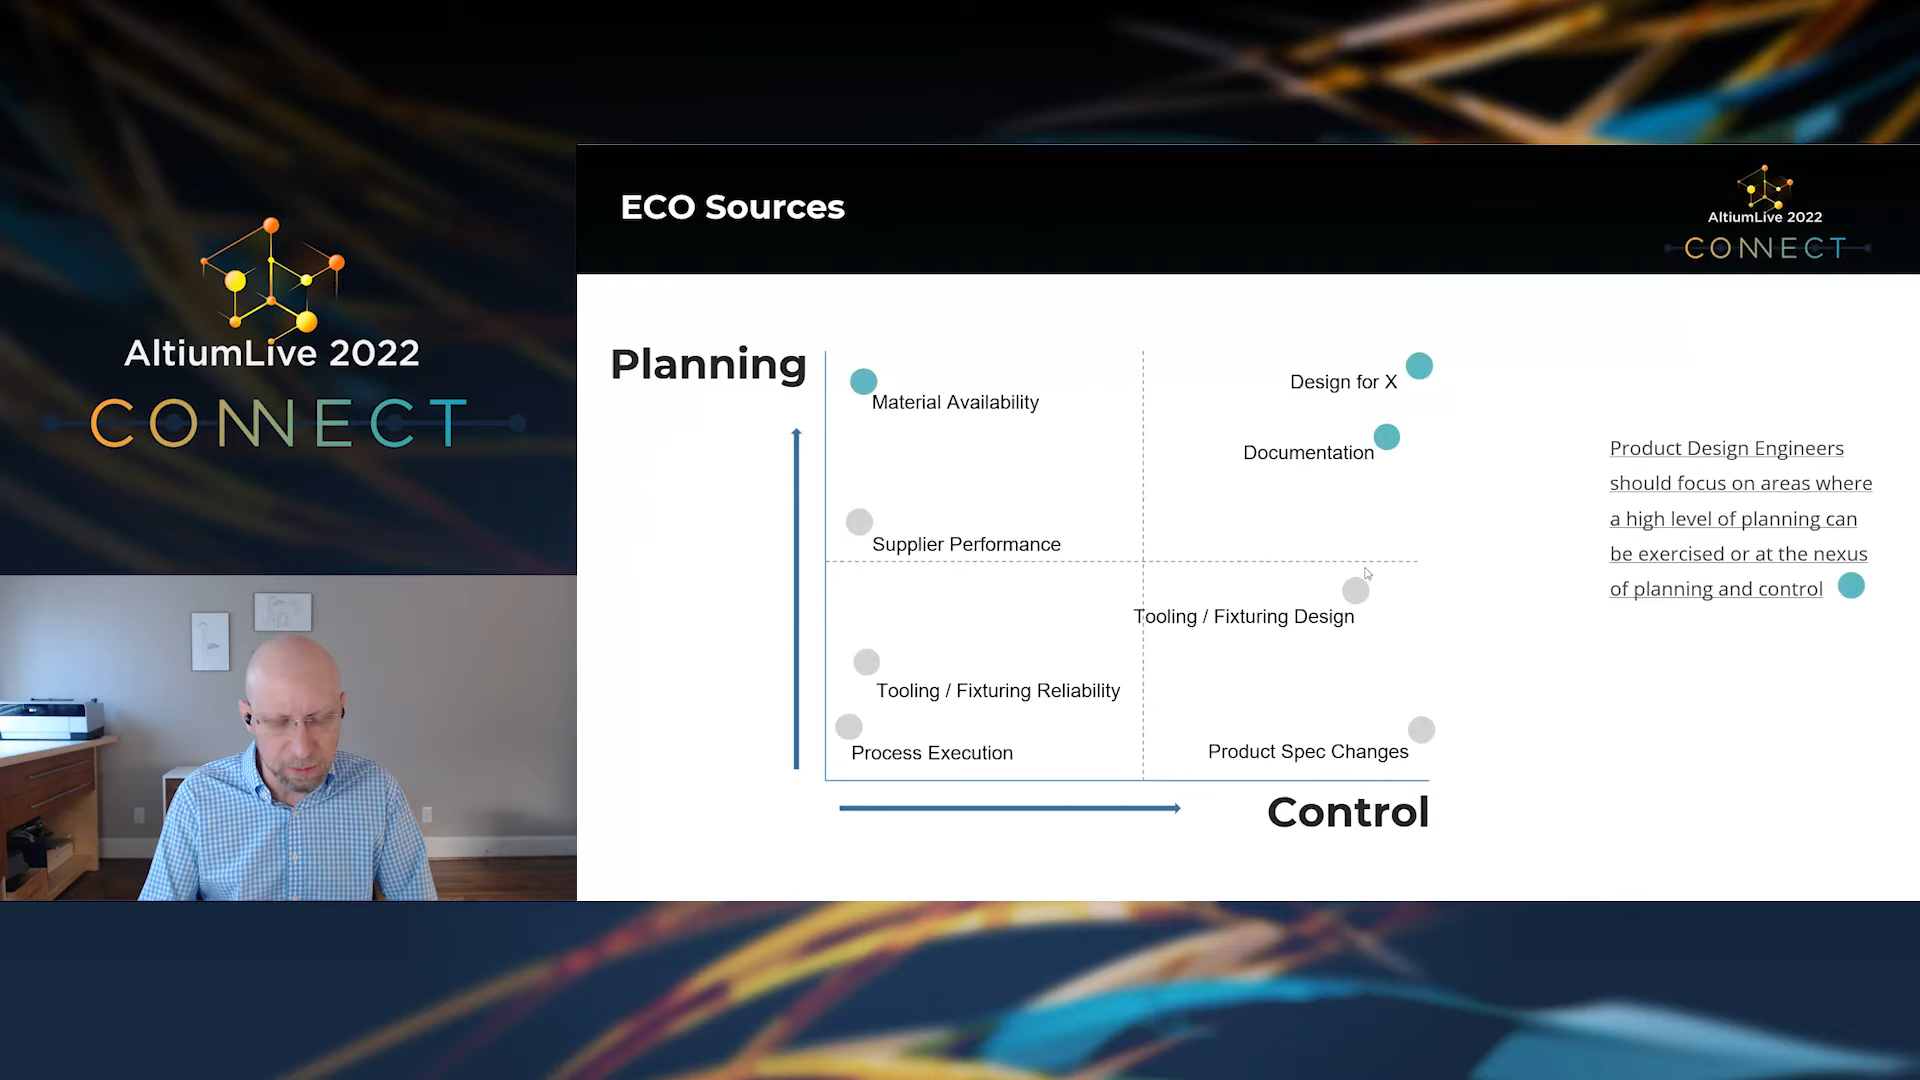 AltiumLive 2022
CONNECT
ECO Sources
AltiumLive 2022
CONNECT
Planning
Material Availability
Design for X
Documentation
Supplier Performance
Tooling / Fixturing Design
Tooling / Fixturing Reliability
Process Execution
Product Spec Changes
Control
Product Design Engineers
should focus on areas where
a high level of planning can
be exercised or at the nexus
of planning and control